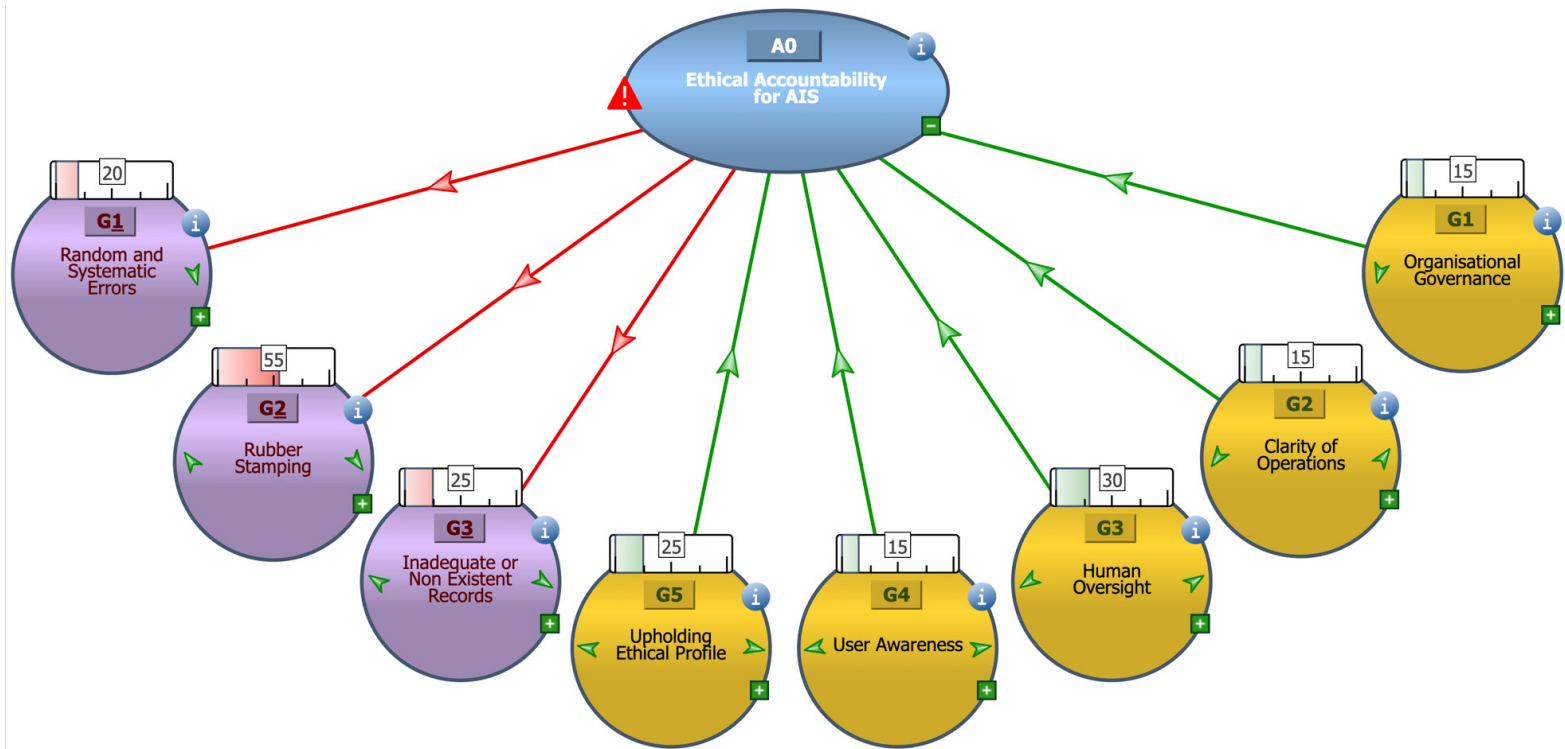 A0
Ethical Accountability
for AIS
20
G1
Random and
Systematic
Errors
55
G2
Rubber
Stamping
25
G3
Inadequate or
Non Existent
Records
25
G5
Upholding
Ethical Profile
15
G4
User Awareness
30
G3
Human
Oversight
15
G2
Clarity of
Operations
15
G1
Organisational
Governance